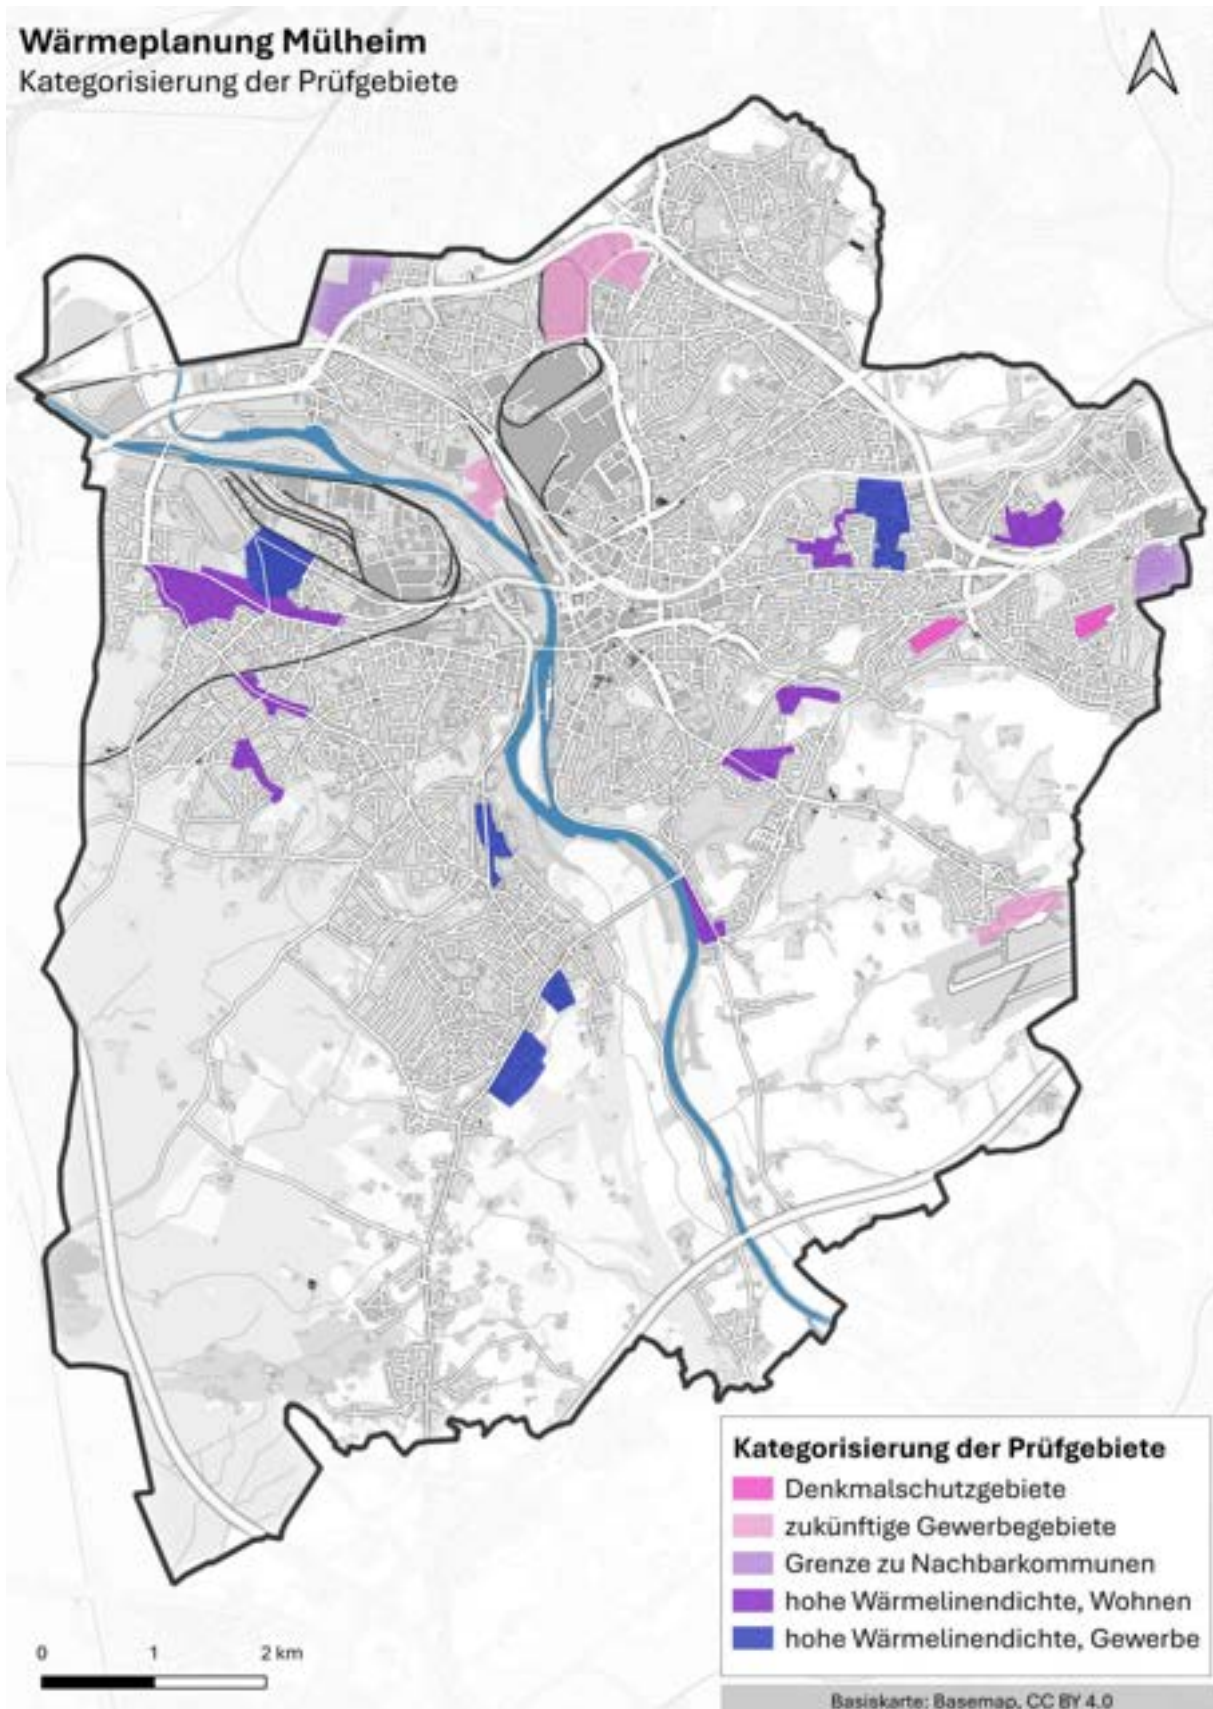 Wärmeplanung Mülheim
Kategorisierung der Prüfgebiete
Kategorisierung der Prüfgebiete
Denkmalschutzgebiete
zukünftige Gewerbegebiete
Grenze zu Nachbarkommunen
hohe Wärmelinendichte, Wohnen
hohe Wärmelinendichte, Gewerbe
0 1 2 km
Basiskarte: Basemap, CC BY 4.0